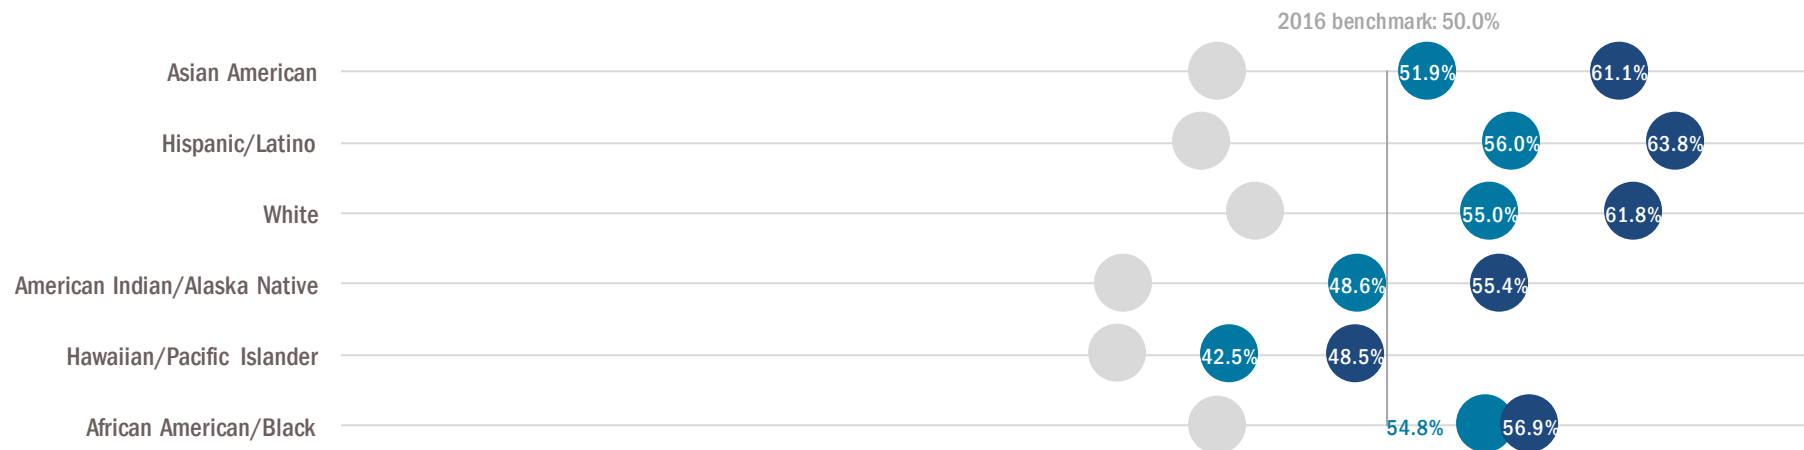 2016 benchmark: 50.0%
Asian American 51.9% 61.1%
Hispanic/Latino 56.0% 63.8%
White 55.0% 61.8%
American Indian/Alaska Native 48.6% 55.4%
Hawaiian/Pacific Islander 42.5% 48.5%
African American/Black 54.8% 56.9%